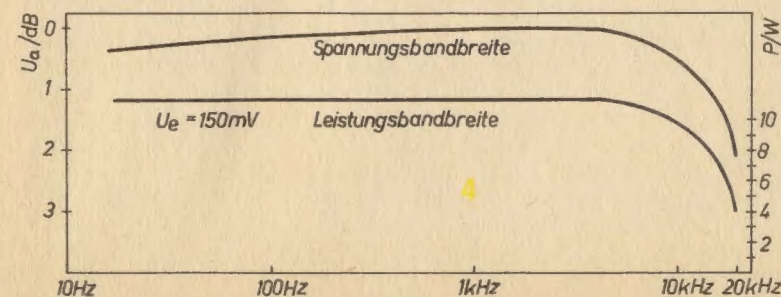 Ua/dB
0
1
2
3
Spannungsbandbreite
Ue = 150mV Leistungsbandbreite
4
P/W
10
8
6
4
2
10Hz 100Hz 1kHz 10kHz 20kHz